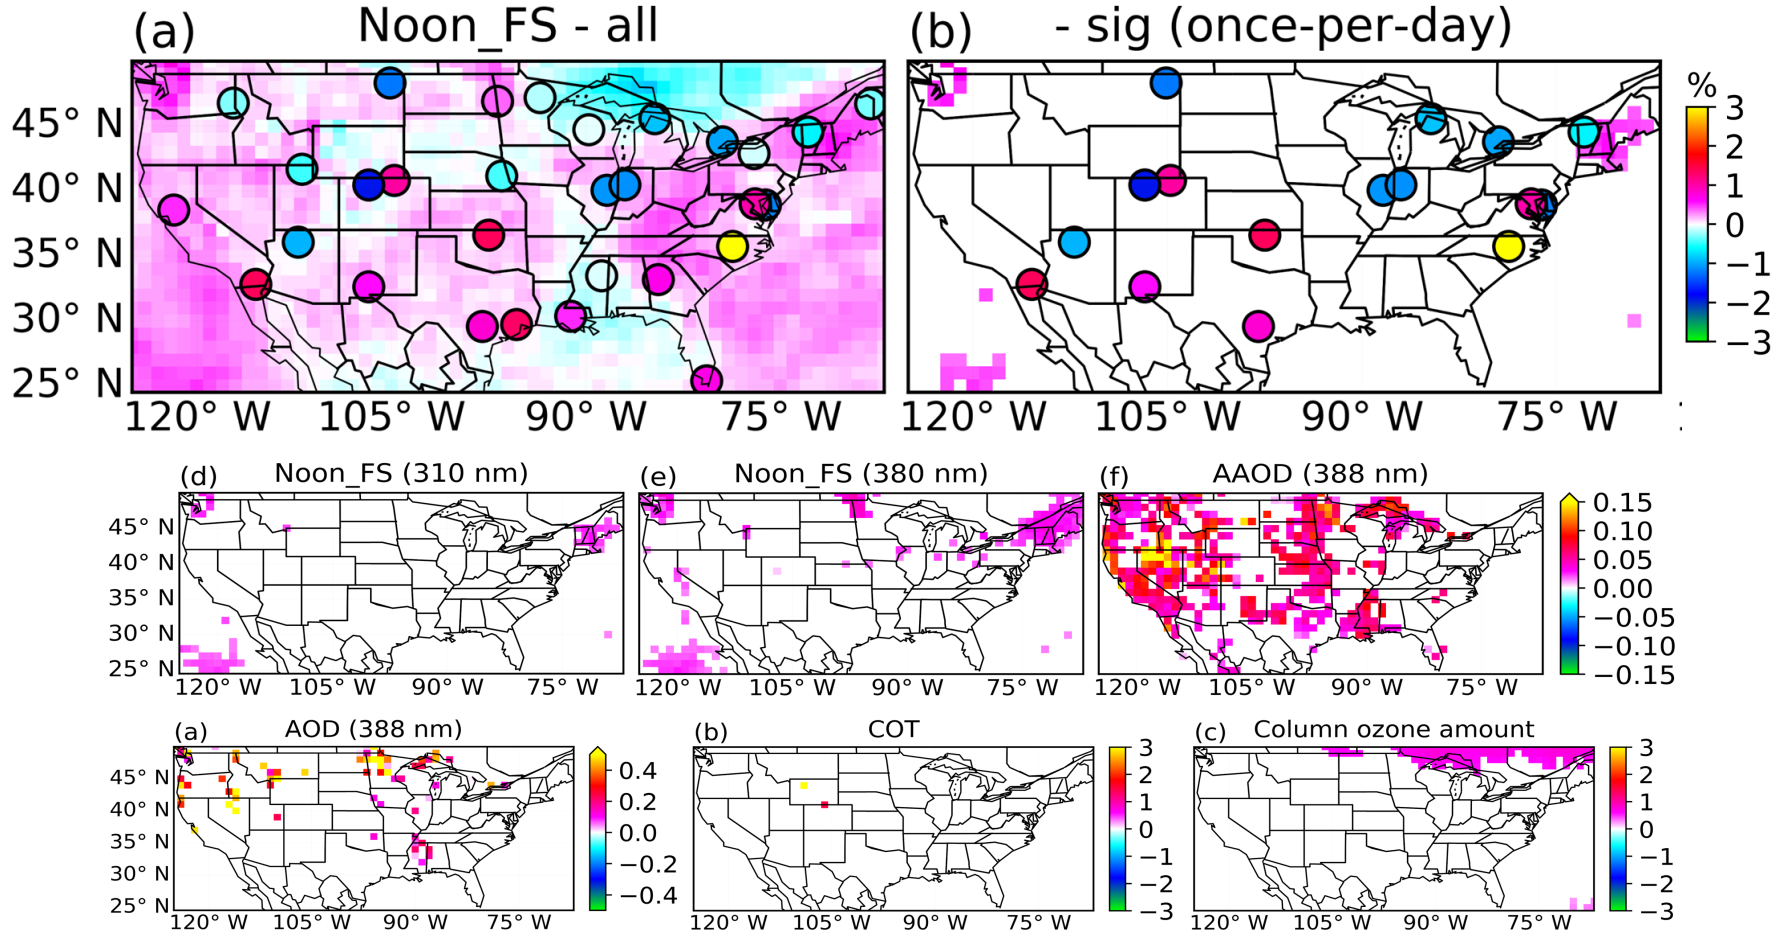 (a) Noon_FS - all
(b) - sig (once-per-day)
%
45° N
40° N
35° N
30° N
25° N
120° W 105° W 90° W 75° W
120° W 105° W 90° W 75° W
3
2
1
0
−1
−2
−3
(d) Noon_FS (310 nm)
(e) Noon_FS (380 nm)
(f) AAOD (388 nm)
45° N
40° N
35° N
30° N
25° N
120° W 105° W 90° W 75° W
120° W 105° W 90° W 75° W
120° W 105° W 90° W 75° W
0.15
0.10
0.05
0.00
−0.05
−0.10
−0.15
(a) AOD (388 nm)
(b) COT
(c) Column ozone amount
45° N
40° N
35° N
30° N
25° N
120° W 105° W 90° W 75° W
0.4
0.2
0.0
−0.2
−0.4
120° W 105° W 90° W 75° W
3
2
1
0
−1
−2
−3
120° W 105° W 90° W 75° W
3
2
1
0
−1
−2
−3